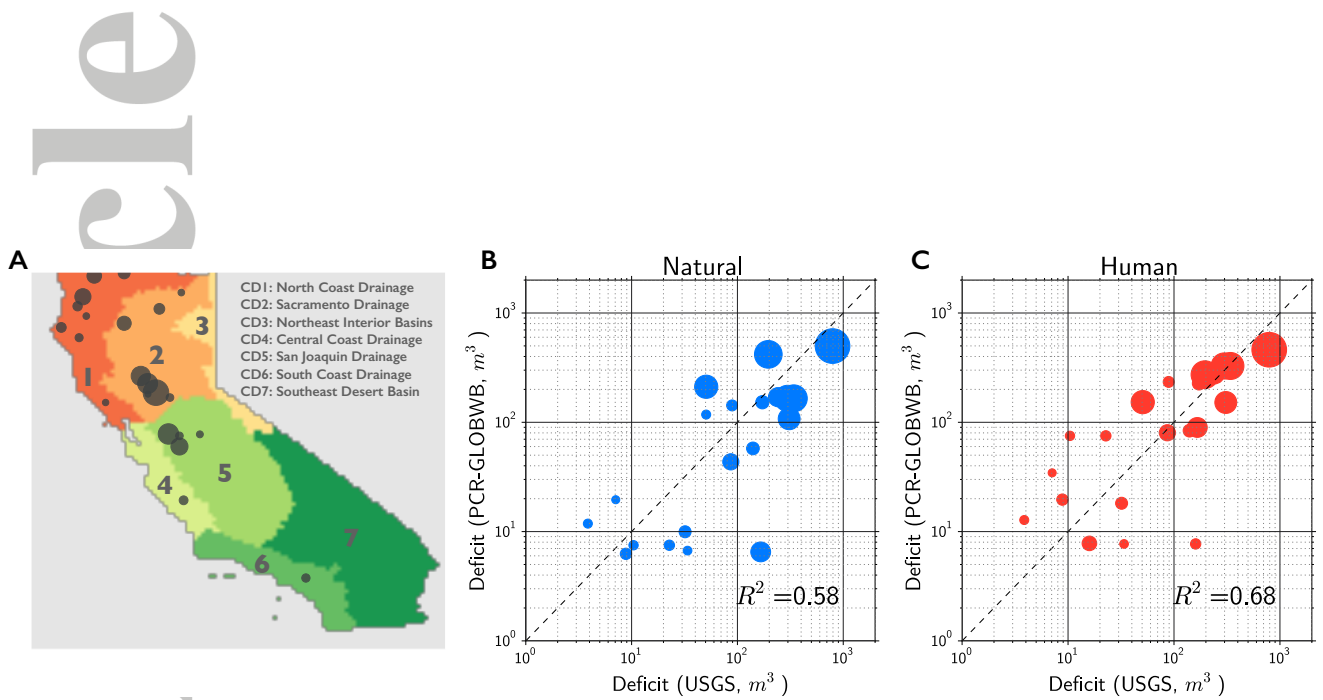 cle
A
CD1: North Coast Drainage
CD2: Sacramento Drainage
CD3: Northeast Interior Basins
CD4: Central Coast Drainage
CD5: San Joaquin Drainage
CD6: South Coast Drainage
CD7: Southeast Desert Basin
1
2
3
4
5
6
7
B
Natural
Deficit (PCR-GLOBWB, m³)
10³
10²
10¹
10⁰
R² =0.58
10⁰ 10¹ 10² 10³
Deficit (USGS, m³)
C
Human
Deficit (PCR-GLOBWB, m³)
10³
10²
10¹
10⁰
R² =0.68
10⁰ 10¹ 10² 10³
Deficit (USGS, m³)